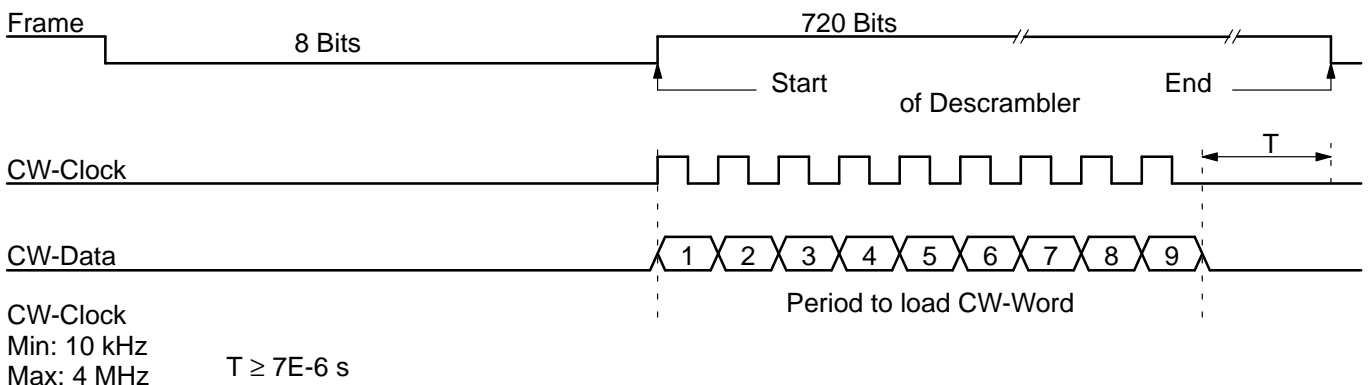 Frame
8 Bits
720 Bits
Start
of Descrambler
End
CW-Clock
T
CW-Data
1 2 3 4 5 6 7 8 9
Period to load CW-Word
CW-Clock
Min: 10 kHz
Max: 4 MHz
T ≥ 7E-6 s